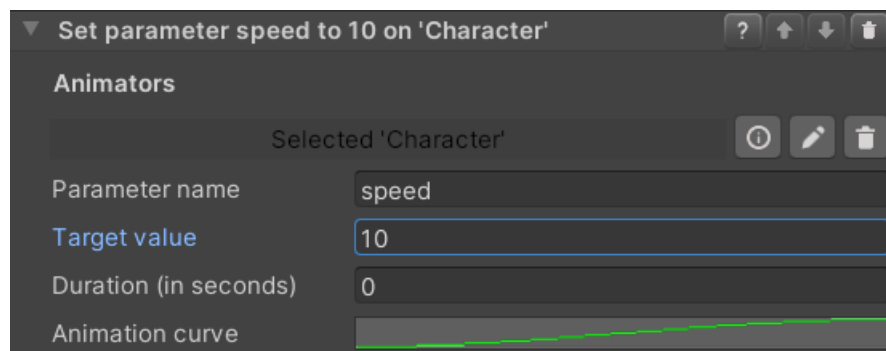 Set parameter speed to 10 on 'Character'
?
Animators
Selected 'Character'
Parameter name speed
Target value 10
Duration (in seconds) 0
Animation curve